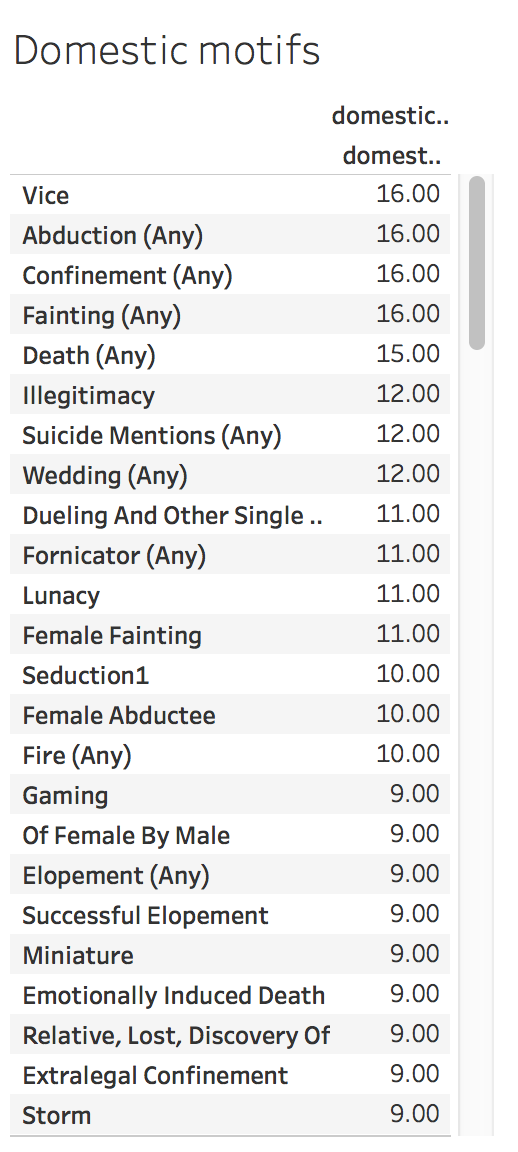 Domestic motifs
domestic..
domest..
Vice 16.00
Abduction (Any) 16.00
Confinement (Any) 16.00
Fainting (Any) 16.00
Death (Any) 15.00
Illegitimacy 12.00
Suicide Mentions (Any) 12.00
Wedding (Any) 12.00
Dueling And Other Single .. 11.00
Fornicator (Any) 11.00
Lunacy 11.00
Female Fainting 11.00
Seduction1 10.00
Female Abductee 10.00
Fire (Any) 10.00
Gaming 9.00
Of Female By Male 9.00
Elopement (Any) 9.00
Successful Elopement 9.00
Miniature 9.00
Emotionally Induced Death 9.00
Relative, Lost, Discovery Of 9.00
Extralegal Confinement 9.00
Storm 9.00